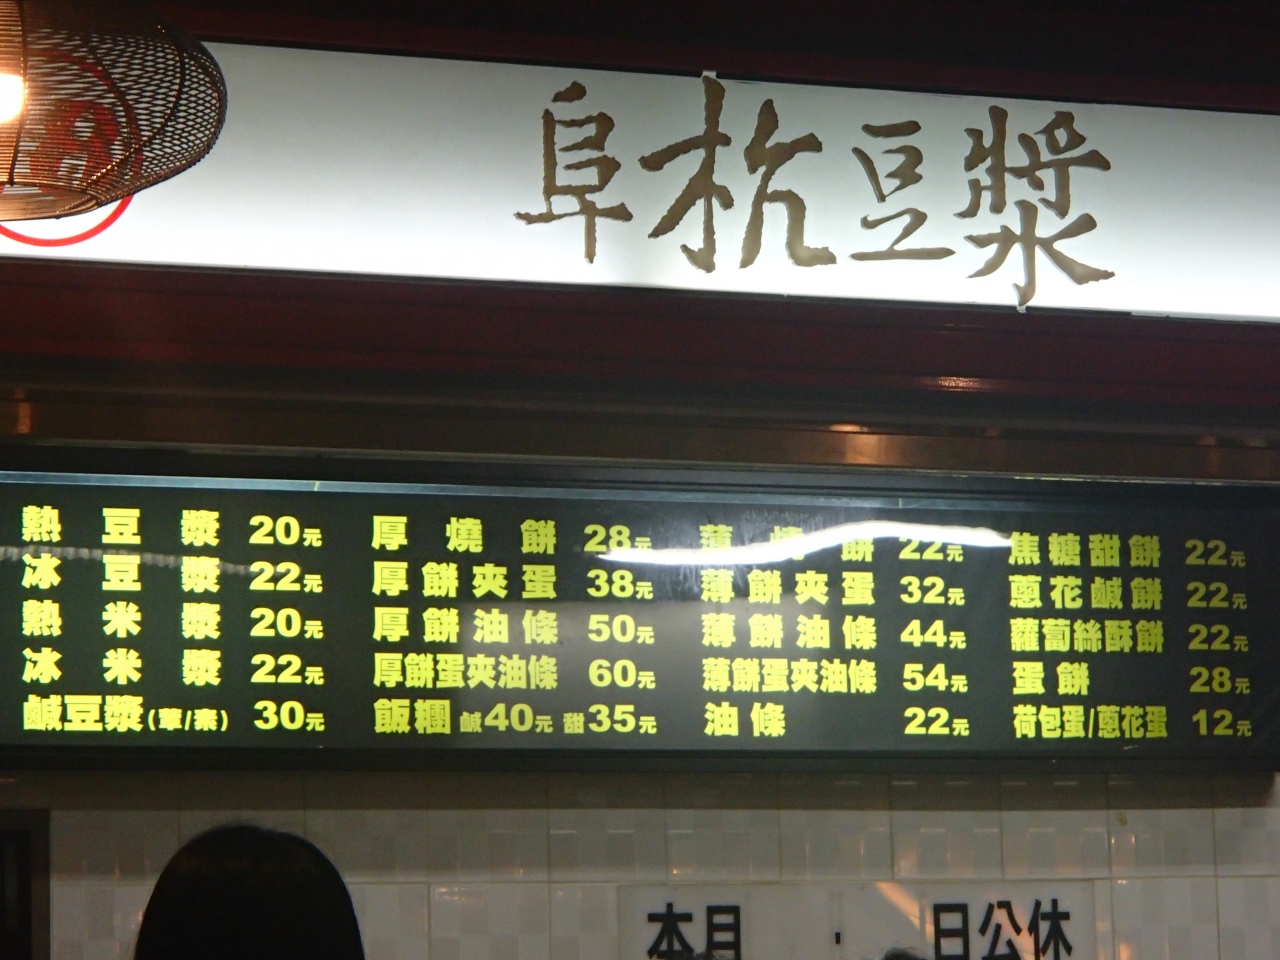 阜杭豆漿
熱豆漿 20元 厚燒餅 28元 薄燒餅 22元 焦糖甜餅 22元
冰豆漿 22元 厚餅夾蛋 38元 薄餅夾蛋 32元 蔥花鹹餅 22元
熱米漿 20元 厚餅油條 50元 薄餅油條 44元 蘿蔔絲酥餅 22元
冰米漿 22元 厚餅蛋夾油條 60元 薄餅蛋夾油條 54元 蛋餅 28元
鹹豆漿(葷/素) 30元 飯糰 鹹40元 甜35元 油條 22元 荷包蛋/蔥花蛋 12元
本月 . 日公休